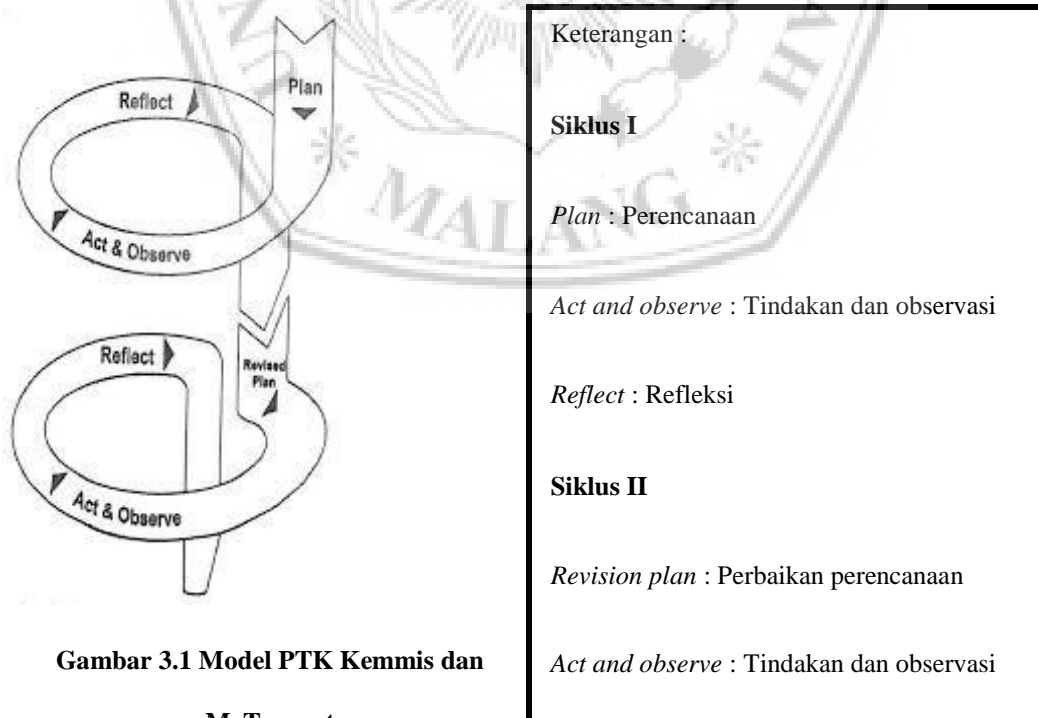 Plan
Reflect
Act & Observe
Revised
Plan
Reflect
Act & Observe
Gambar 3.1 Model PTK Kemmis dan
Keterangan :
Siklus I
Plan : Perencanaan
Act and observe : Tindakan dan observasi
Reflect : Refleksi
Siklus II
Revision plan : Perbaikan perencanaan
Act and observe : Tindakan dan observasi
MALANG